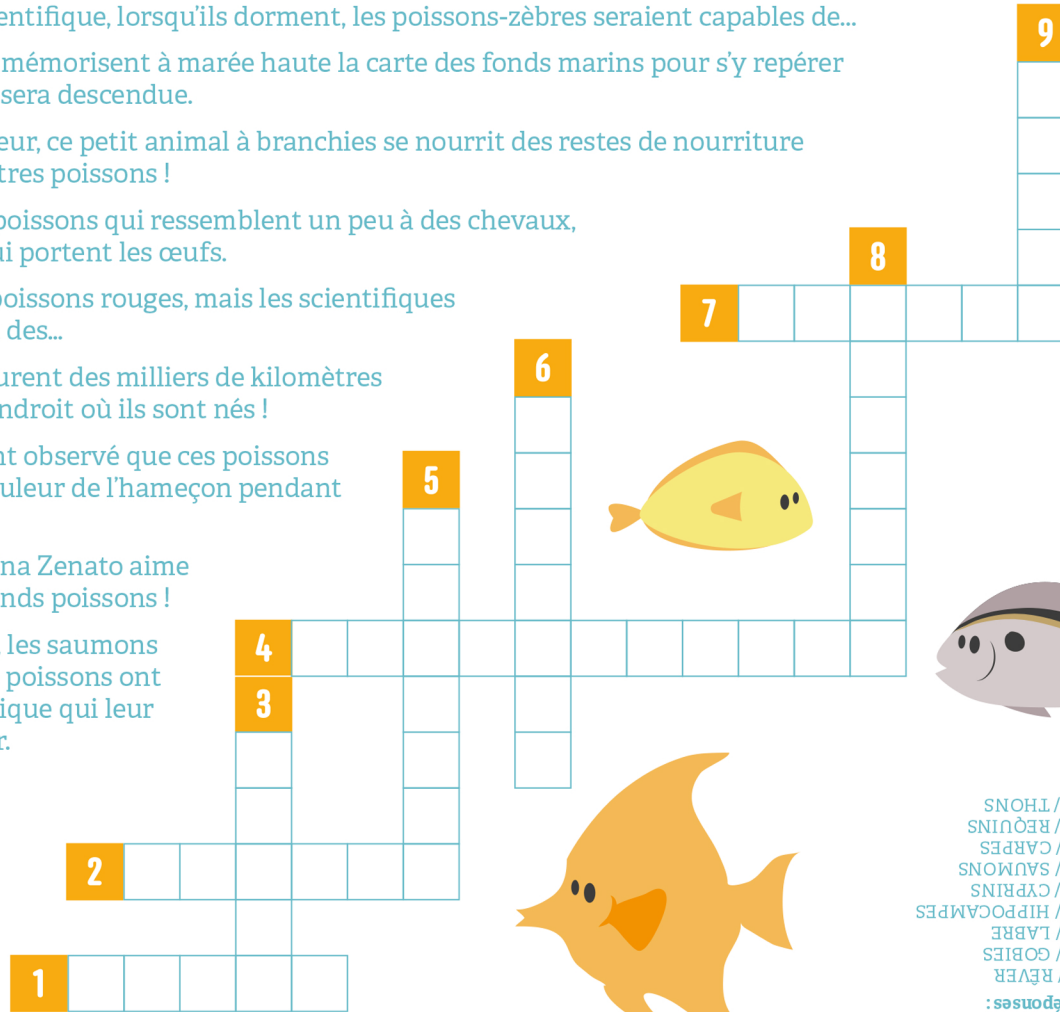 entifique, lorsqu'ils dorment, les poissons-zèbres seraient capables de...
mémorisent à marée haute la carte des fonds marins pour s'y repérer
sera descendue.
eur, ce petit animal à branchies se nourrit des restes de nourriture
tres poissons !
poissons qui ressemblent un peu à des chevaux,
ui portent les œufs.
poissons rouges, mais les scientifiques
des...
urent des milliers de kilomètres
ndroit où ils sont nés !
nt observé que ces poissons
uleur de l'hameçon pendant
na Zenato aime
nds poissons !
les saumons
poissons ont
ique qui leur
r.
9
8
7
6
5
4
3
2
1
éponses :
/ RÊVER
/ GOBIES
/ LABRE
/ HIPPOCAMPES
/ CYPRINS
/ SAUMONS
/ CARPES
/ REQUINS
/ THONS